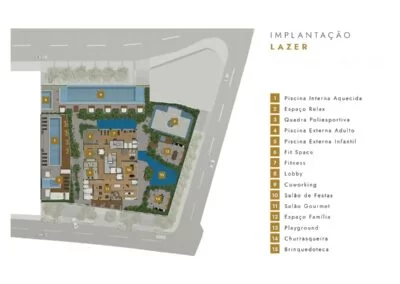 IMPLANTAÇÃO
LAZER
1 Piscina Interna Aquecida
2 Espaço Relax
3 Quadra Poliesportiva
4 Piscina Externa Adulto
5 Piscina Externa Infantil
6 Fit Space
7 Fitness
8 Lobby
9 Coworking
10 Salão de Festas
11 Salão Gourmet
12 Espaço Família
13 Playground
14 Churrasqueira
15 Brinquedoteca